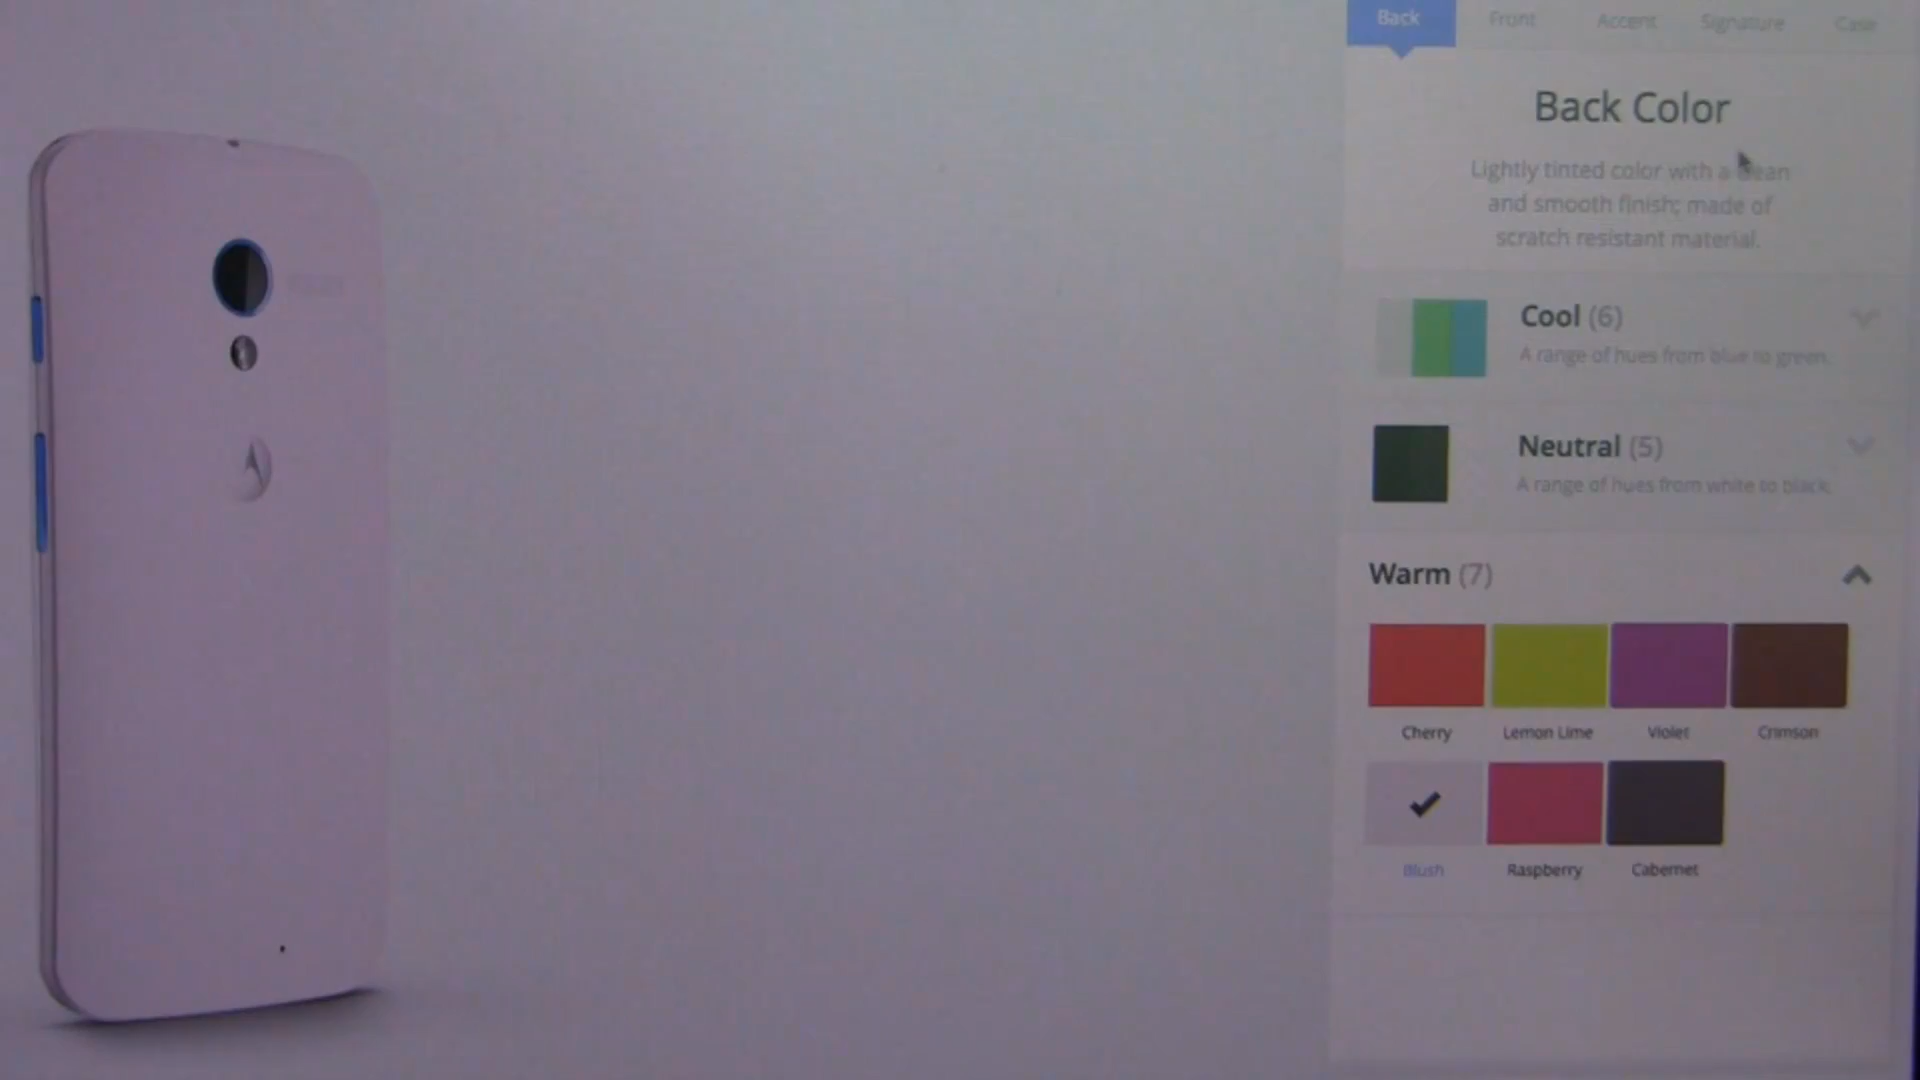 Back
Front
Accent
Signature
Case
Back Color
Lightly tinted color with a clean
and smooth finish; made of
scratch resistant material.
Cool (6)
A range of hues from blue to green.
Neutral (5)
A range of hues from white to black.
Warm (7)
Cherry
Lemon Lime
Violet
Crimson
Blush
Raspberry
Cabernet